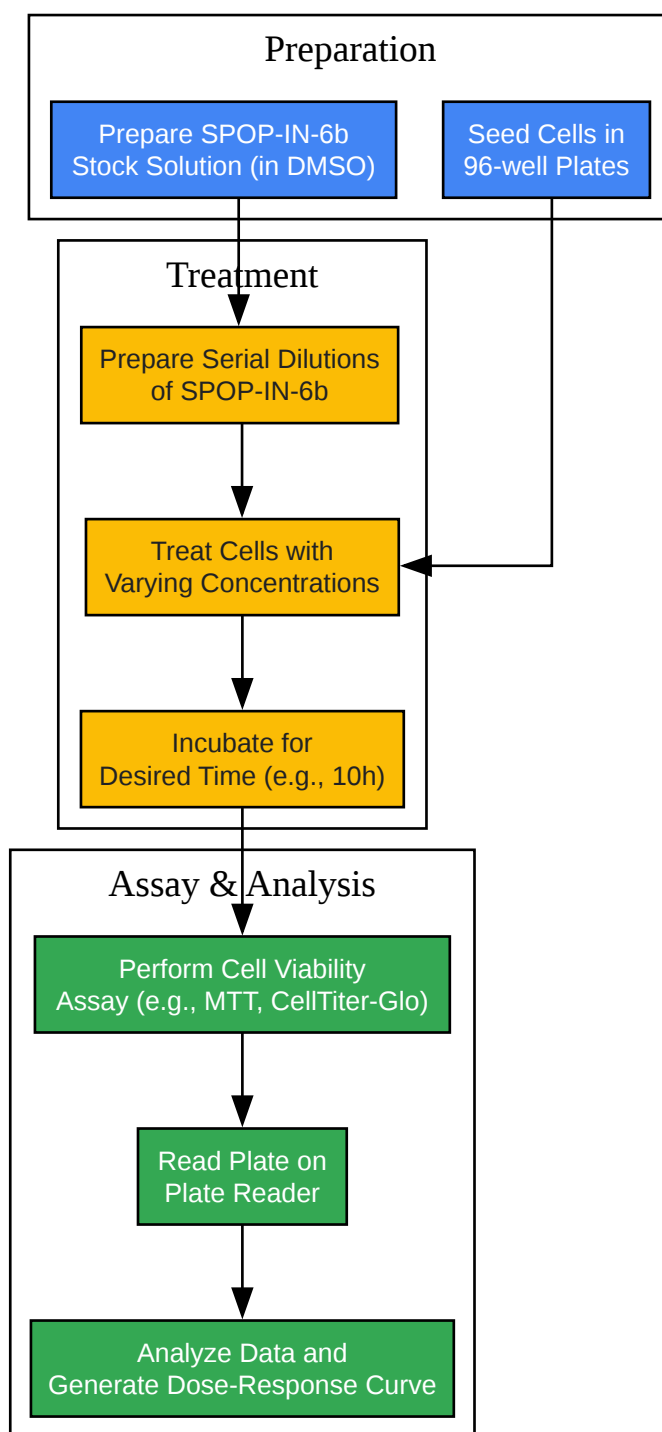 Preparation
Prepare SPOP-IN-6b
Stock Solution (in DMSO)
Seed Cells in
96-well Plates
Treatment
Prepare Serial Dilutions
of SPOP-IN-6b
Treat Cells with
Varying Concentrations
Incubate for
Desired Time (e.g., 10h)
Assay & Analysis
Perform Cell Viability
Assay (e.g., MTT, CellTiter-Glo)
Read Plate on
Plate Reader
Analyze Data and
Generate Dose-Response Curve